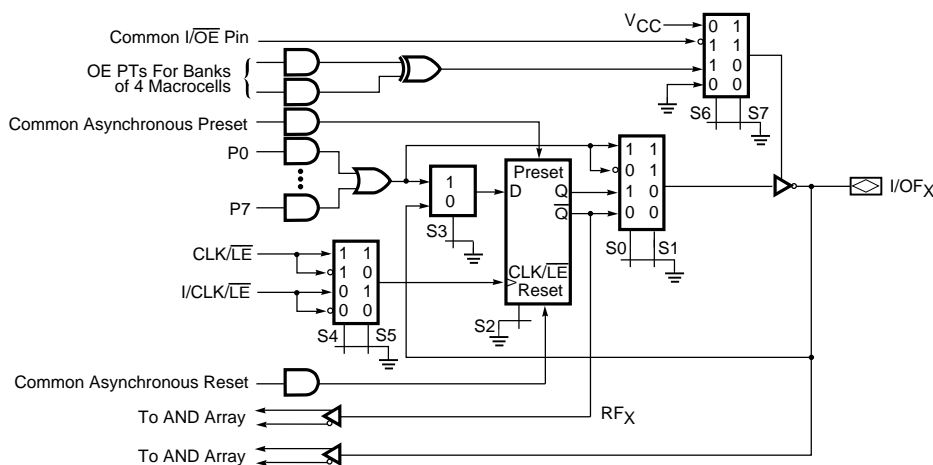 VCC
Common I/OE Pin
OE PTs For Banks
of 4 Macrocells
0 1
1 1
1 0
0 0
S6 S7
Common Asynchronous Preset
P0
P7
1
0
S3
Preset
D Q
Q
CLK/LE
Reset
S2
1 1
0 1
1 0
0 0
S0 S1
I/OFX
CLK/LE
I/CLK/LE
1 1
1 0
0 1
0 0
S4 S5
Common Asynchronous Reset
To AND Array
RFX
To AND Array